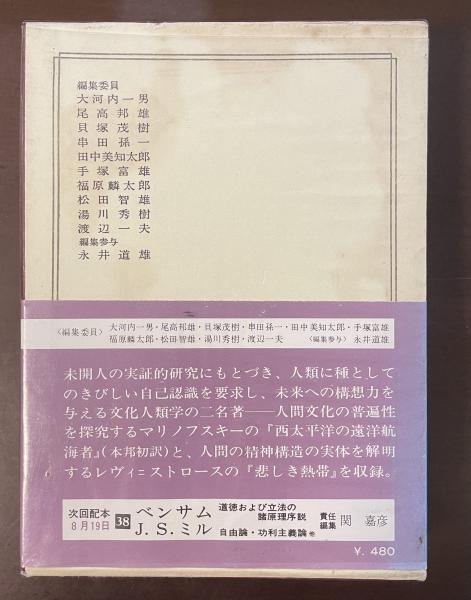 編集委員
大河内一男
尾高邦雄
貝塚茂樹
串田孫一
田中美知太郎
手塚富雄
福原麟太郎
松田智雄
湯川秀樹
渡辺一夫
編集参与
永井道雄
〈編集委員〉 大河内一男・尾高邦雄・貝塚茂樹・串田孫一・田中美知太郎・手塚富雄
福原麟太郎・松田智雄・湯川秀樹・渡辺一夫 〈編集参与〉 永井道雄
未開人の実証的研究にもとづき、人類に種として
のきびしい自己認識を要求し、未来への構想力を
与える文化人類学の二名著──人間文化の普遍性
を探究するマリノフスキーの『西太平洋の遠洋航
海者』（本邦初訳）と、人間の精神構造の実体を解明
するレヴィ＝ストロースの『悲しき熱帯』を収録。
次回配本
8月19日
38
ベンサム
J.S.ミル
道徳および立法の
諸原理序説
自由論・功利主義論 他
責任
編集
関 嘉彦
¥. 480